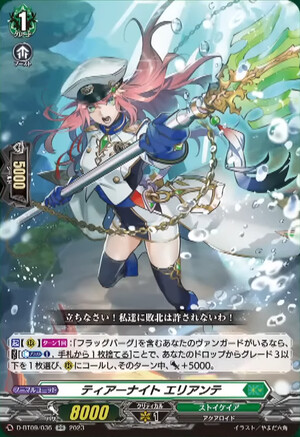 1
グレード
ブースト
シールド
5000
立ちなさい！私達に敗北は許されないわ！
【自】【(R)】【ターン1回】:「フラッグバーグ」を含むあなたのヴァンガードがいるなら、
、手札から1枚捨てる]ことで、あなたのドロップからグレード3以
下を1枚選び、(R)にコールし、そのターン中、+5000。
ノーマルユニット
ティアーナイト エリアンテ
パワー
8000
クリティカル
1
ストイケイア
アクアロイド
D-BT09/036 2023
イラスト／やまだ六角